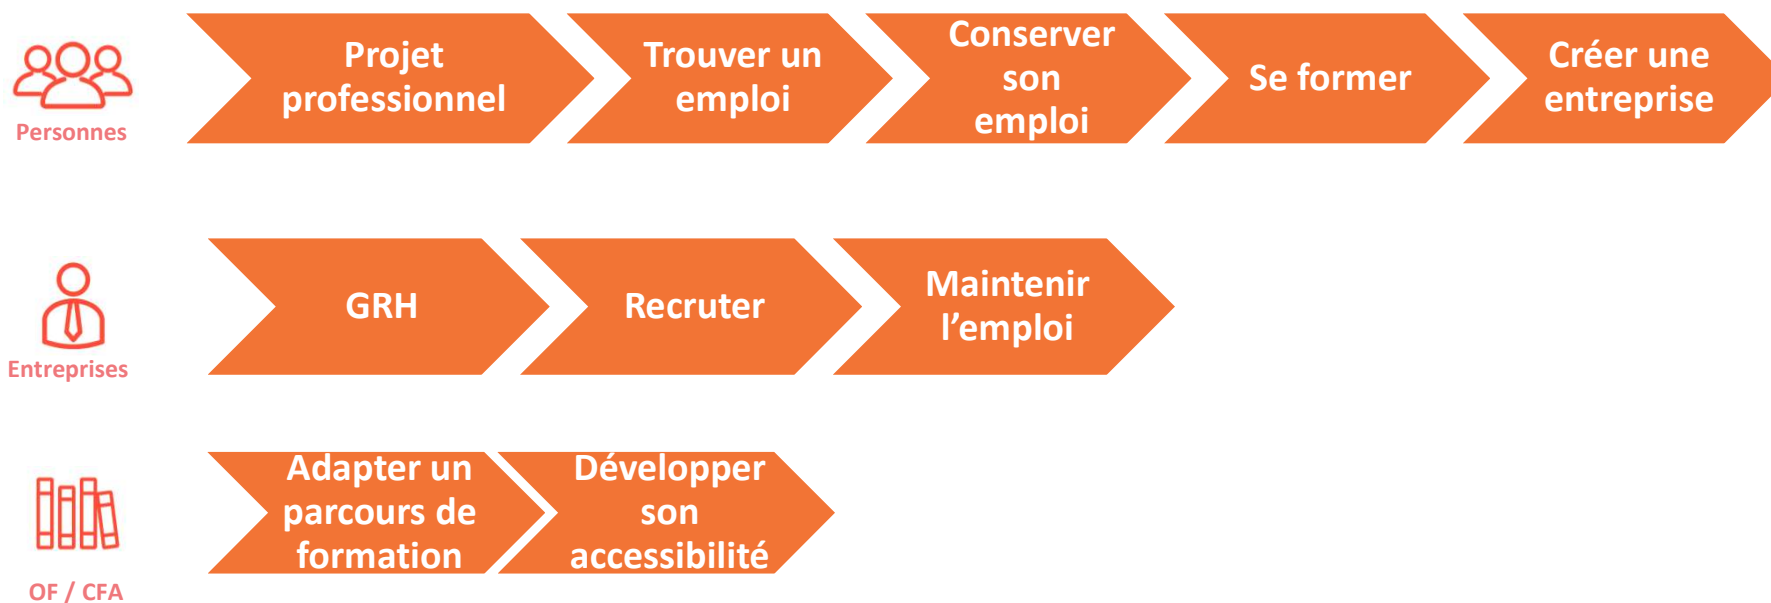 Personnes
Projet
professionnel
Trouver un
emploi
Conserver
son
emploi
Se former
Créer une
entreprise
Entreprises
GRH
Recruter
Maintenir
l’emploi
OF / CFA
Adapter un
parcours de
formation
Développer
son
accessibilité